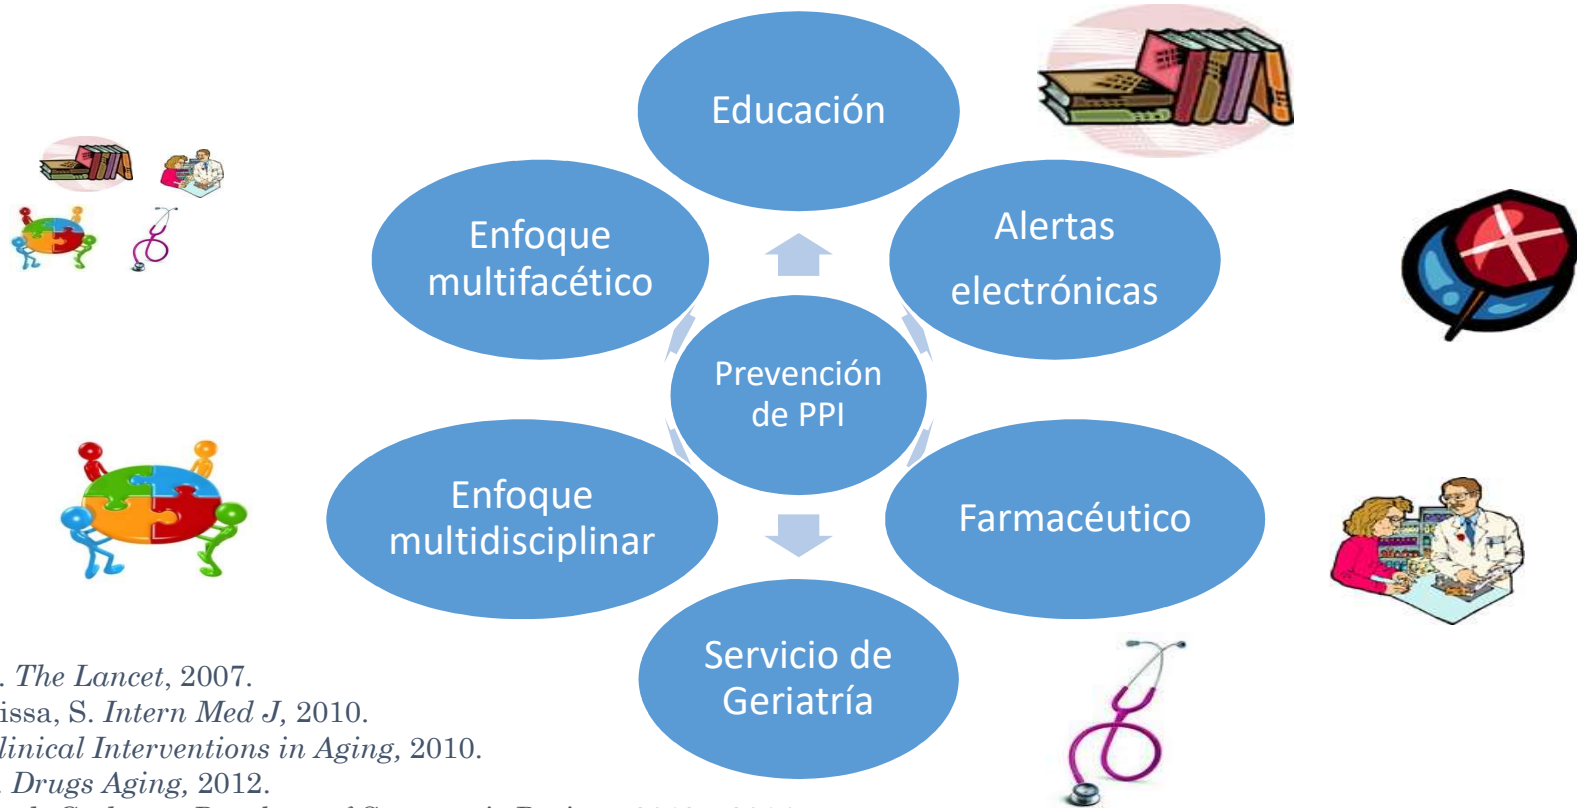 Educación
Enfoque
multifacético
Alertas
electrónicas
Prevención
de PPI
Enfoque
multidisciplinar
Farmacéutico
Servicio de
Geriatría
. The Lancet, 2007.
issa, S. Intern Med J, 2010.
linical Interventions in Aging, 2010.
. Drugs Aging, 2012.